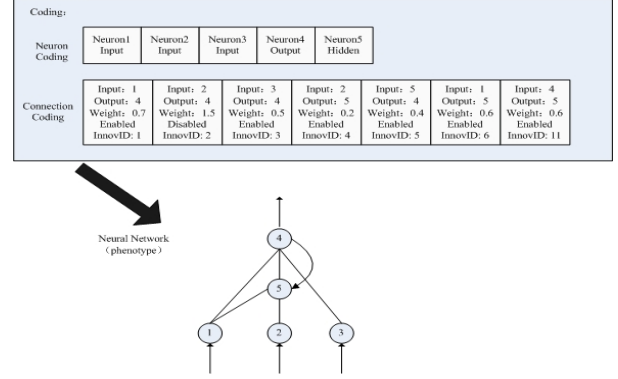 Coding:
Neuron Coding
Neuron1 Input
Neuron2 Input
Neuron3 Input
Neuron4 Output
Neuron5 Hidden
Connection Coding
Input: 1
Output: 4
Weight: 0.7
Enabled
InnovID: 1
Input: 2
Output: 4
Weight: 1.5
Disabled
InnovID: 2
Input: 3
Output: 4
Weight: 0.5
Enabled
InnovID: 3
Input: 2
Output: 5
Weight: 0.2
Enabled
InnovID: 4
Input: 5
Output: 4
Weight: 0.4
Enabled
InnovID: 5
Input: 1
Output: 5
Weight: 0.6
Enabled
InnovID: 6
Input: 4
Output: 5
Weight: 0.6
Enabled
InnovID: 11
Neural Network
(phenotype)
4
5
1
2
3